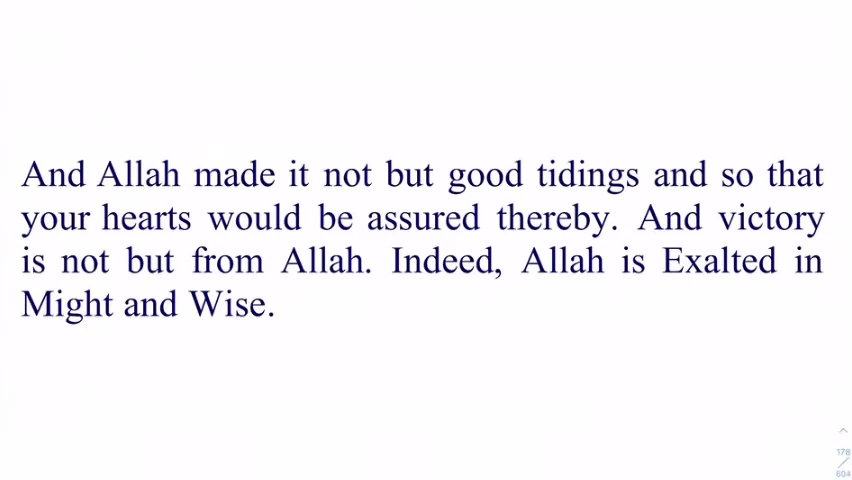 And Allah made it not but good tidings and so that
your hearts would be assured thereby. And victory
is not but from Allah. Indeed, Allah is Exalted in
Might and Wise.
178
604